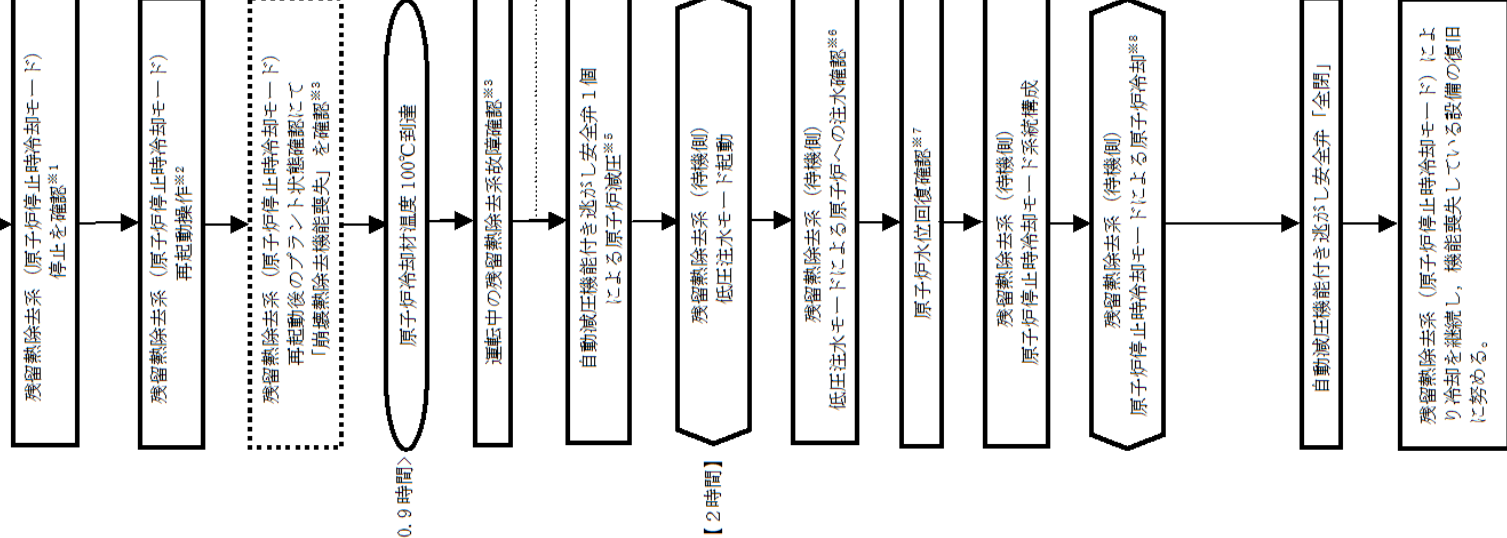 残留熱除去系（原子炉停止時冷却モード）
停止を確認※1
残留熱除去系（原子炉停止時冷却モード）
再起動操作※2
残留熱除去系（原子炉停止時冷却モード）
再起動後のプラント状態確認にて
「崩壊熱除去機能喪失」を確認※3
0.9時間>
原子炉冷却材温度100℃到達
運転中の残留熱除去系故障確認※3
自動減圧機能付き逃がし安全弁1個
による原子炉減圧※5
【2時間】
残留熱除去系（待機側）
低圧注水モード起動
残留熱除去系（待機側）
低圧注水モードによる原子炉への注水確認※6
原子炉水位回復確認※7
残留熱除去系（待機側）
原子炉停止時冷却モード系統構成
残留熱除去系（待機側）
原子炉停止時冷却モードによる原子炉冷却※8
自動減圧機能付き逃がし安全弁「全閉」
残留熱除去系（原子炉停止時冷却モード）によ
り冷却を継続し，機能喪失している設備の復旧
に努める。